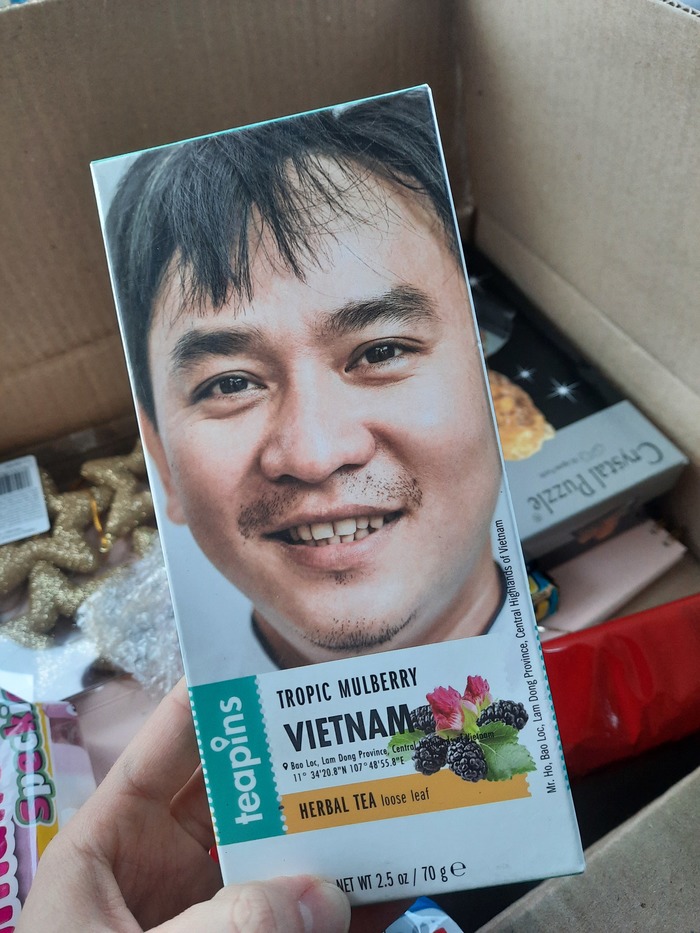 Crystal Puzzle
Mr. Ho, Bao Loc, Lam Dong Province, Central Highlands of Vietnam
teapins
TROPIC MULBERRY
VIETNAM
Bao Loc, Lam Dong Province, Central Vietnam
11° 34'20.8"N 107°48'55.8"E
HERBAL TEA loose leaf
NET WT 2.5 oz / 70 g ℮